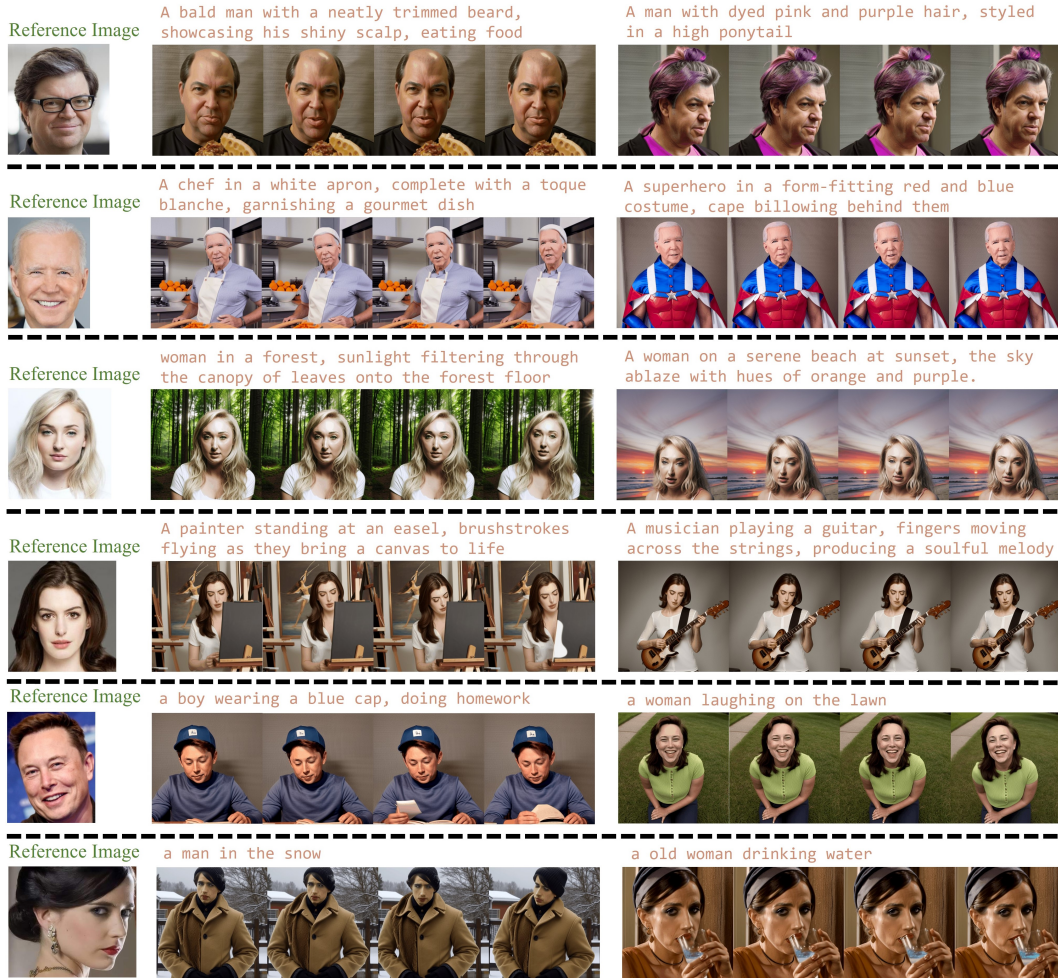 Reference Image
A bald man with a neatly trimmed beard,
showcasing his shiny scalp, eating food
A man with dyed pink and purple hair, styled
in a high ponytail
Reference Image
A chef in a white apron, complete with a toque
blanche, garnishing a gourmet dish
A superhero in a form-fitting red and blue
costume, cape billowing behind them
Reference Image
woman in a forest, sunlight filtering through
the canopy of leaves onto the forest floor
A woman on a serene beach at sunset, the sky
ablaze with hues of orange and purple.
Reference Image
A painter standing at an easel, brushstrokes
flying as they bring a canvas to life
A musician playing a guitar, fingers moving
across the strings, producing a soulful melody
Reference Image
a boy wearing a blue cap, doing homework
a woman laughing on the lawn
Reference Image
a man in the snow
a old woman drinking water